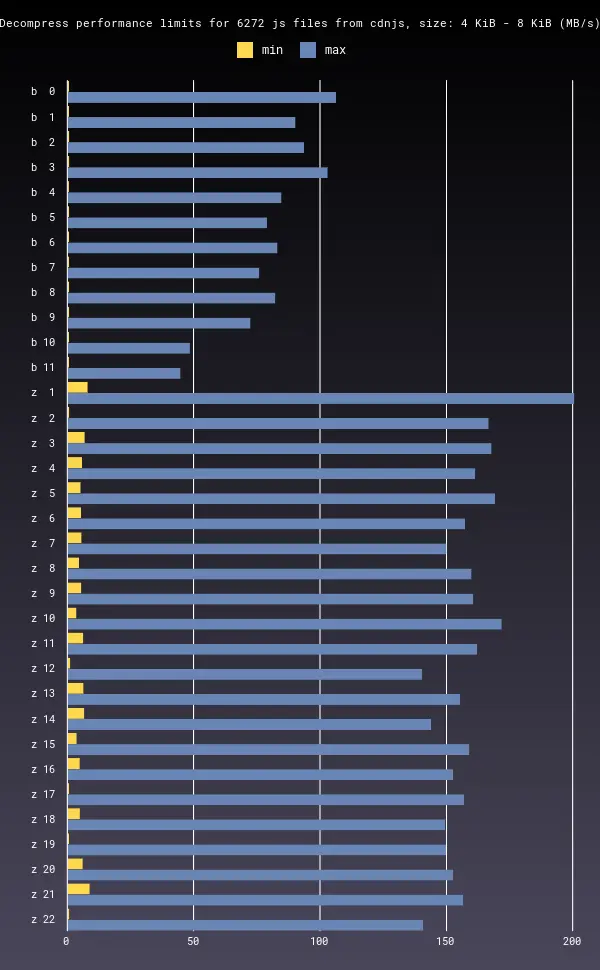 Decompress performance limits for 6272 js files from cdnjs, size: 4 KiB - 8 KiB (MB/s)
min max
b 0
b 1
b 2
b 3
b 4
b 5
b 6
b 7
b 8
b 9
b 10
b 11
z 1
z 2
z 3
z 4
z 5
z 6
z 7
z 8
z 9
z 10
z 11
z 12
z 13
z 14
z 15
z 16
z 17
z 18
z 19
z 20
z 21
z 22
0 50 100 150 200